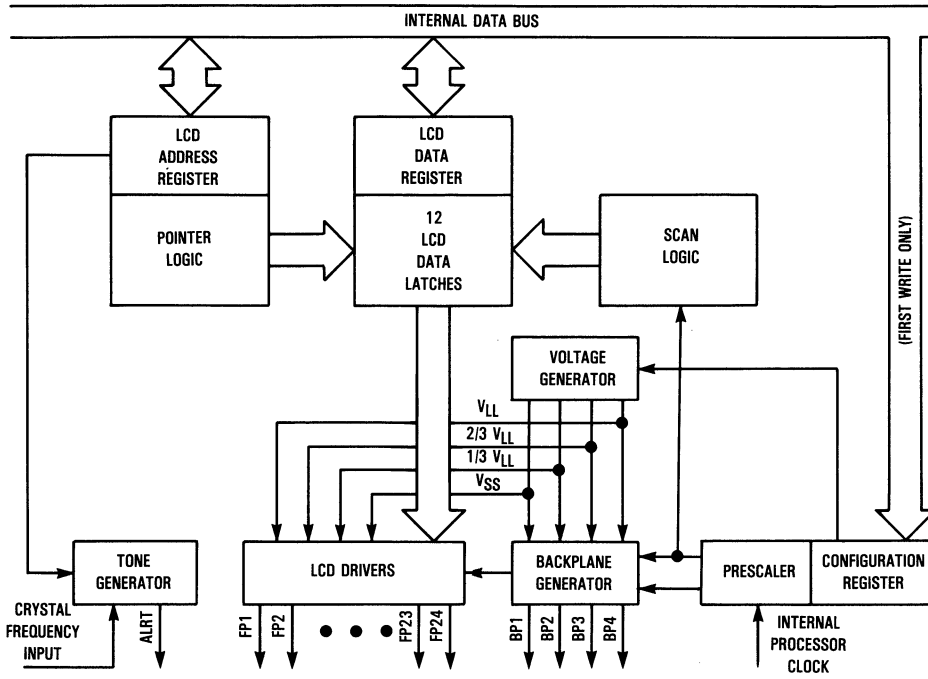 INTERNAL DATA BUS
LCD
ADDRESS
REGISTER
POINTER
LOGIC
LCD
DATA
REGISTER
12
LCD
DATA
LATCHES
SCAN
LOGIC
(FIRST WRITE ONLY)
VOLTAGE
GENERATOR
VLL
2/3 VLL
1/3 VLL
VSS
TONE
GENERATOR
LCD DRIVERS
BACKPLANE
GENERATOR
PRESCALER
CONFIGURATION
REGISTER
CRYSTAL
FREQUENCY
INPUT
ALRT
FP1
FP2
FP23
FP24
BP1
BP2
BP3
BP4
INTERNAL
PROCESSOR
CLOCK